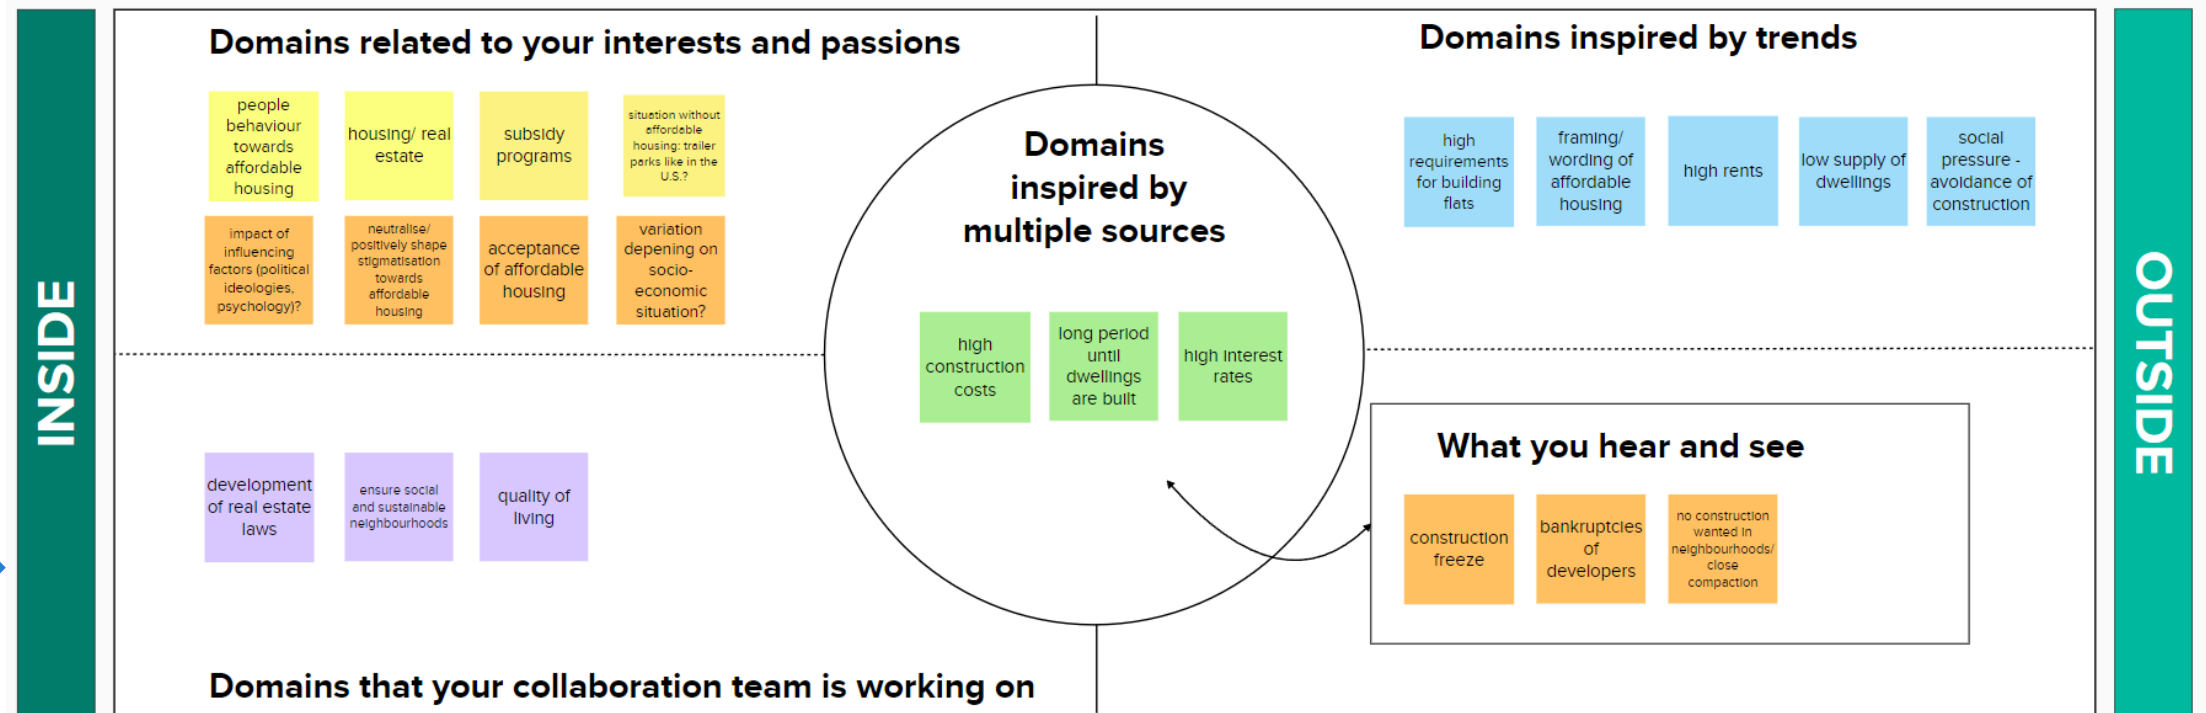 INSIDE
Domains related to your interests and passions
people
behaviour
towards
affordable
housing
housing/ real
estate
subsidy
programs
situation without
affordable
housing: trailer
parks like in the
U.S.?
impact of
influencing
factors (political
ideologies,
psychology)?
neutralise/
positively shape
stigmatisation
towards
affordable
housing
acceptance
of affordable
housing
variation
depening on
socio-
economic
situation?
development
of real estate
laws
ensure social
and sustainable
neighbourhoods
quality of
living
Domains that your collaboration team is working on
Domains
inspired by
multiple sources
high
construction
costs
long period
until
dwellings
are built
high interest
rates
Domains inspired by trends
high
requirements
for building
flats
framing/
wording of
affordable
housing
high rents
low supply of
dwellings
social
pressure -
avoidance of
construction
What you hear and see
construction
freeze
bankruptcies
of
developers
no construction
wanted in
neighbourhoods/
close
compaction
OUTSIDE